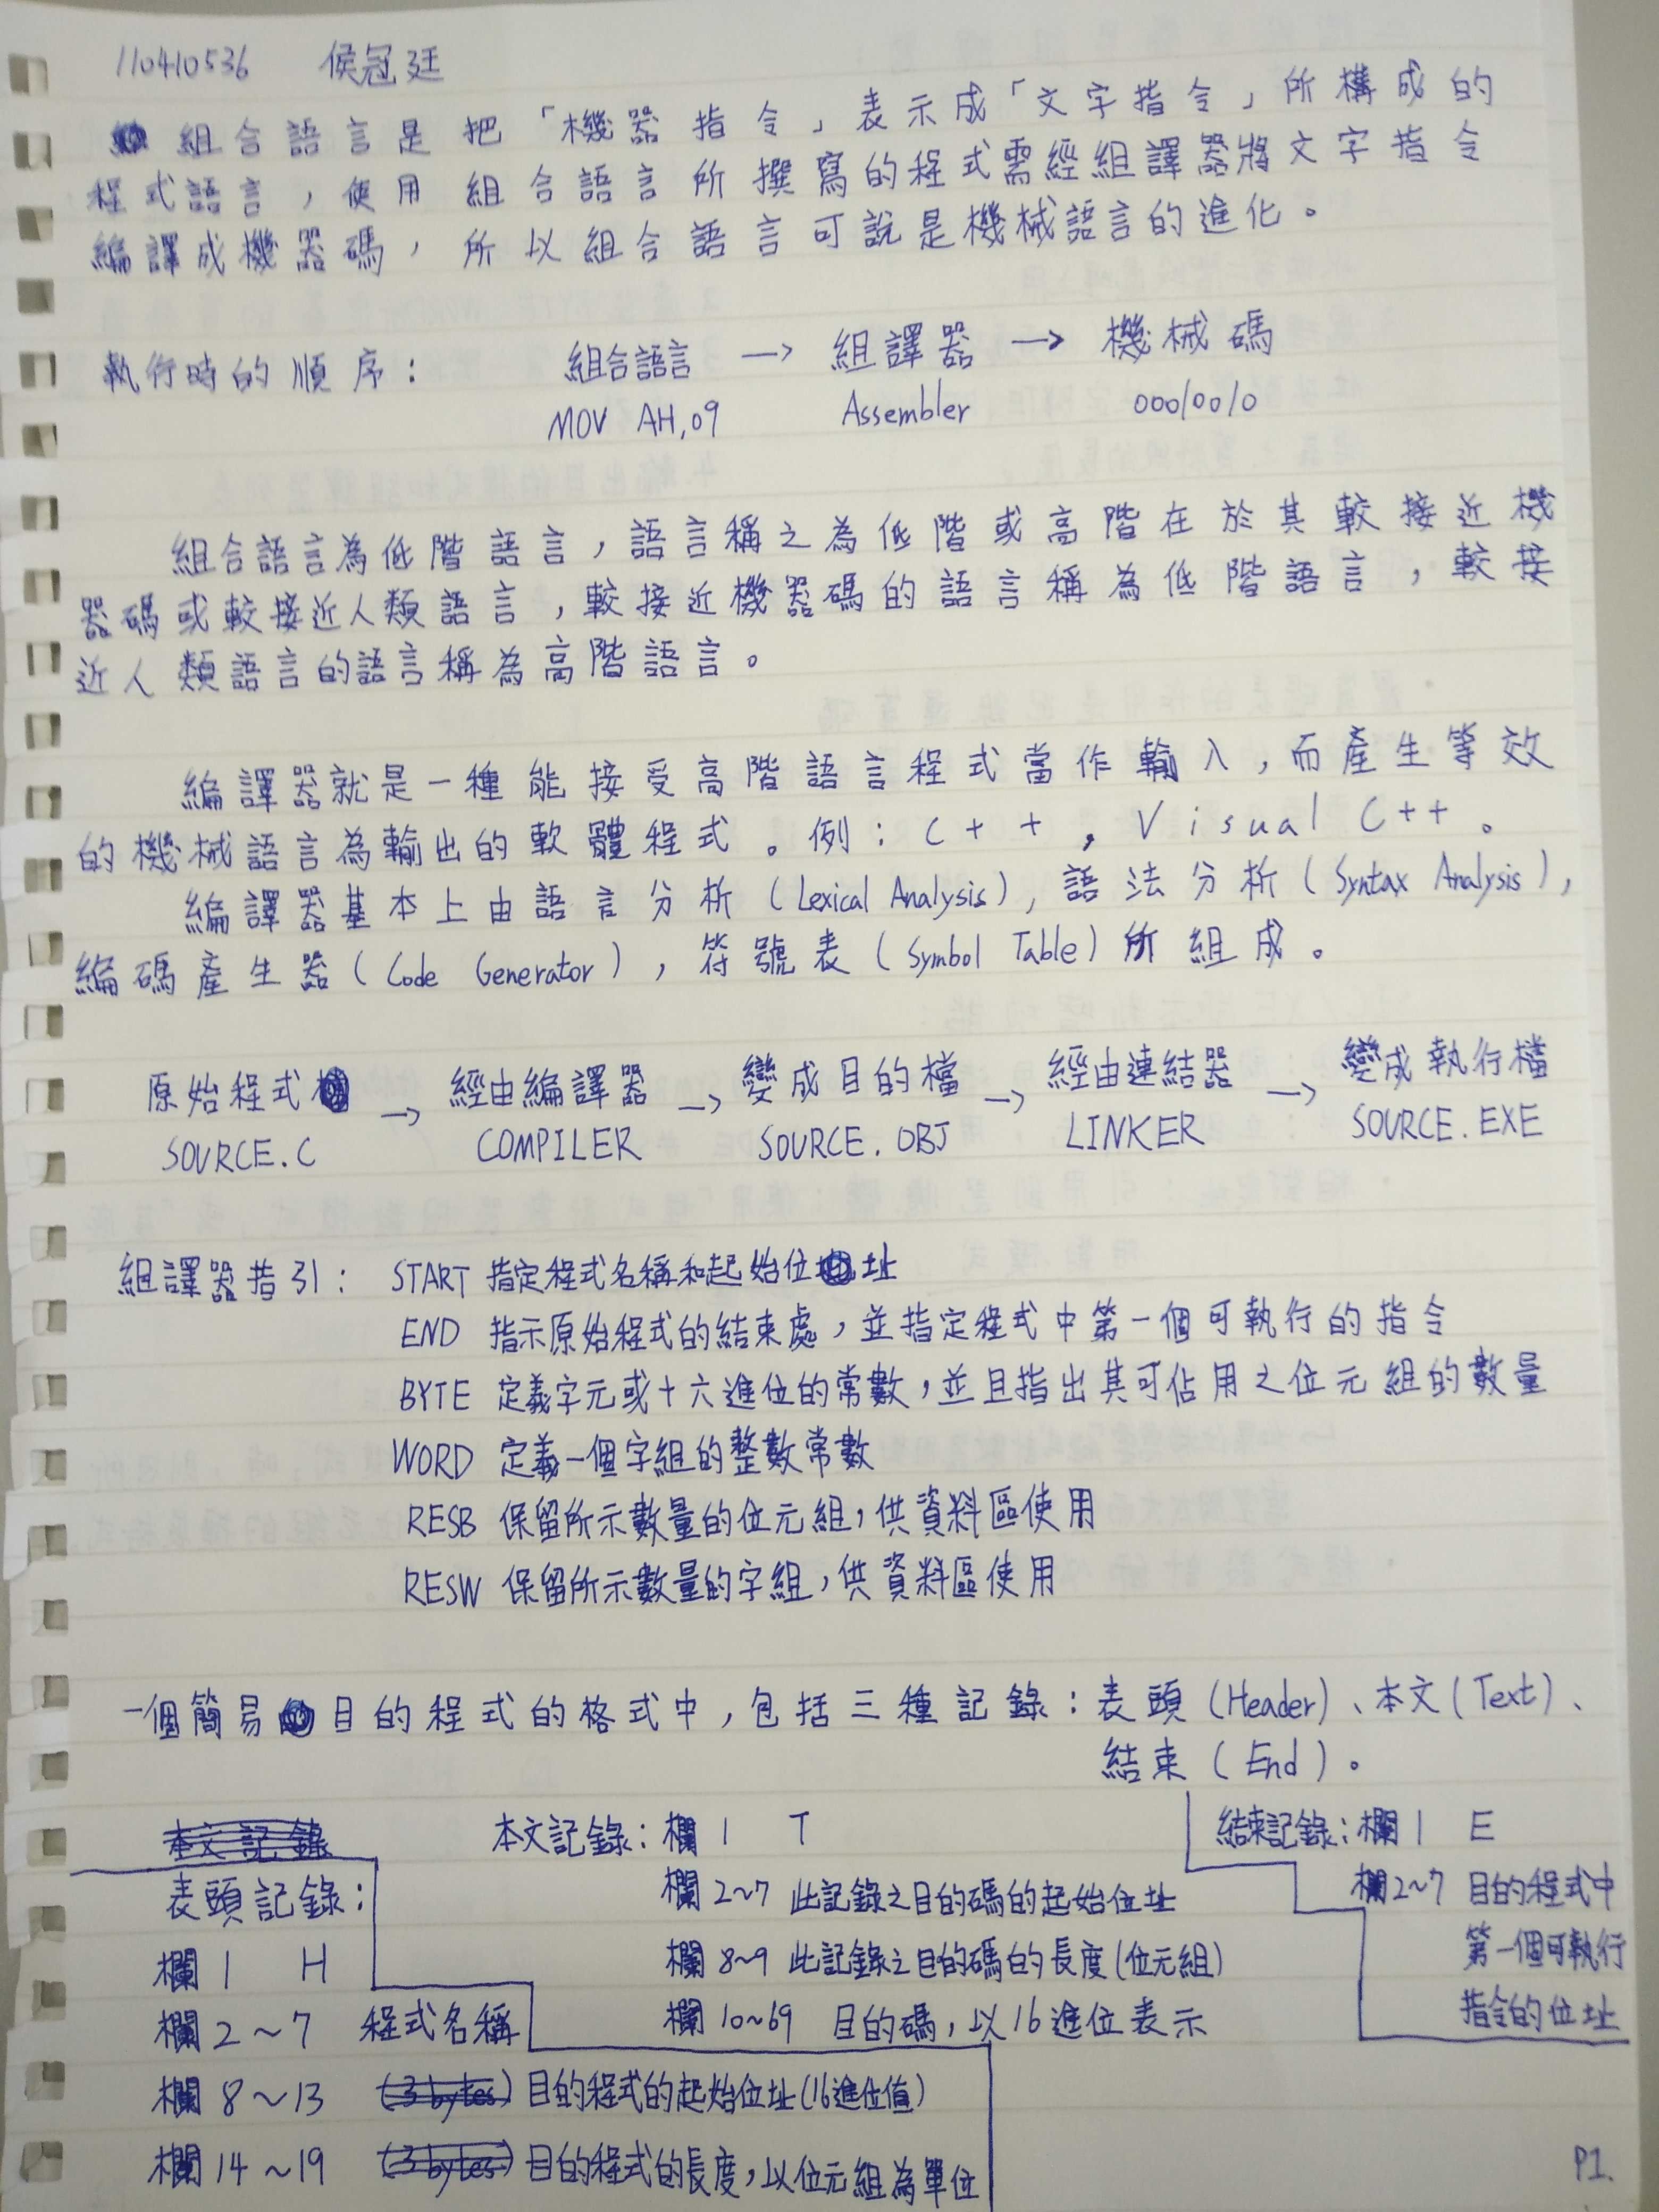 110410536 侯冠廷
組合語言是把「機器指令」表示成「文字指令」所構成的
程式語言，使用組合語言所撰寫的程式需經組譯器將文字指令
編譯成機器碼，所以組合語言可說是機械語言的進化。
執行時的順序： 組合語言 → 組譯器 → 機械碼
MOV AH,09 Assembler 00010010
組合語言為低階語言，語言稱之為低階或高階在於其較接近機
器碼或較接近人類語言，較接近機器碼的語言稱為低階語言，較接
近人類語言的語言稱為高階語言。
編譯器就是一種能接受高階語言程式當作輸入，而產生等效
的機械語言為輸出的軟體程式。例：C++，Visual C++。
編譯器基本上由語言分析(Lexical Analysis)，語法分析(Syntax Analysis)，
編碼產生器(Code Generator)，符號表(Symbol Table)所組成。
原始程式 → 經由編譯器 → 變成目的檔 → 經由連結器 → 變成執行檔
SOURCE.C COMPILER SOURCE.OBJ LINKER SOURCE.EXE
組譯器指引： START 指定程式名稱和起始位址
END 指示原始程式的結束處，並指定程式中第一個可執行的指令
BYTE 定義字元或十六進位的常數，並且指出其可佔用之位元組的數量
WORD 定義一個字組的整數常數
RESB 保留所示數量的位元組，供資料區使用
RESW 保留所示數量的字組，供資料區使用
一個簡易目的程式的格式中，包括三種記錄：表頭(Header)、本文(Text)、
結束(End)。
本文記錄
表頭記錄：
欄1 H
欄2~7 程式名稱
欄8~13 (3 bytes) 目的程式的起始位址(16進位值)
欄14~19 (3 bytes) 目的程式的長度，以位元組為單位
本文記錄：欄1 T
欄2~7 此記錄之目的碼的起始位址
欄8~9 此記錄之目的碼的長度(位元組)
欄10~69 目的碼，以16進位表示
結束記錄：欄1 E
欄2~7 目的程式中
第一個可執行
指令的位址
P1.